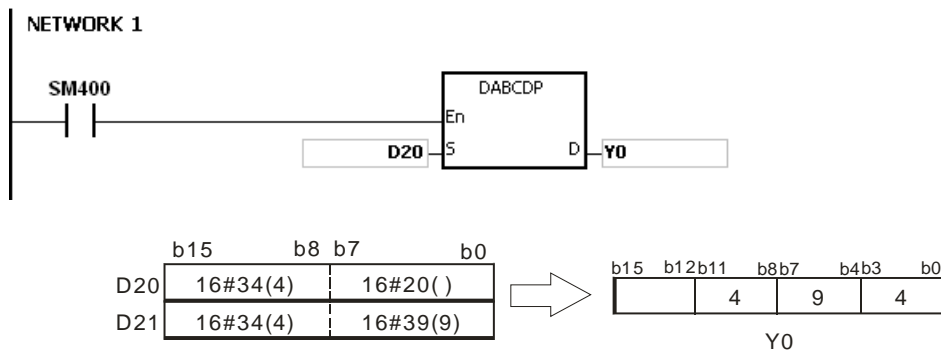 NETWORK 1
SM400
DABCDP
En
D20 S D Y0
b15 b8 b7 b0
D20 16#34(4) 16#20( )
D21 16#34(4) 16#39(9)
b15 b12 b11 b8 b7 b4 b3 b0
4 9 4
Y0